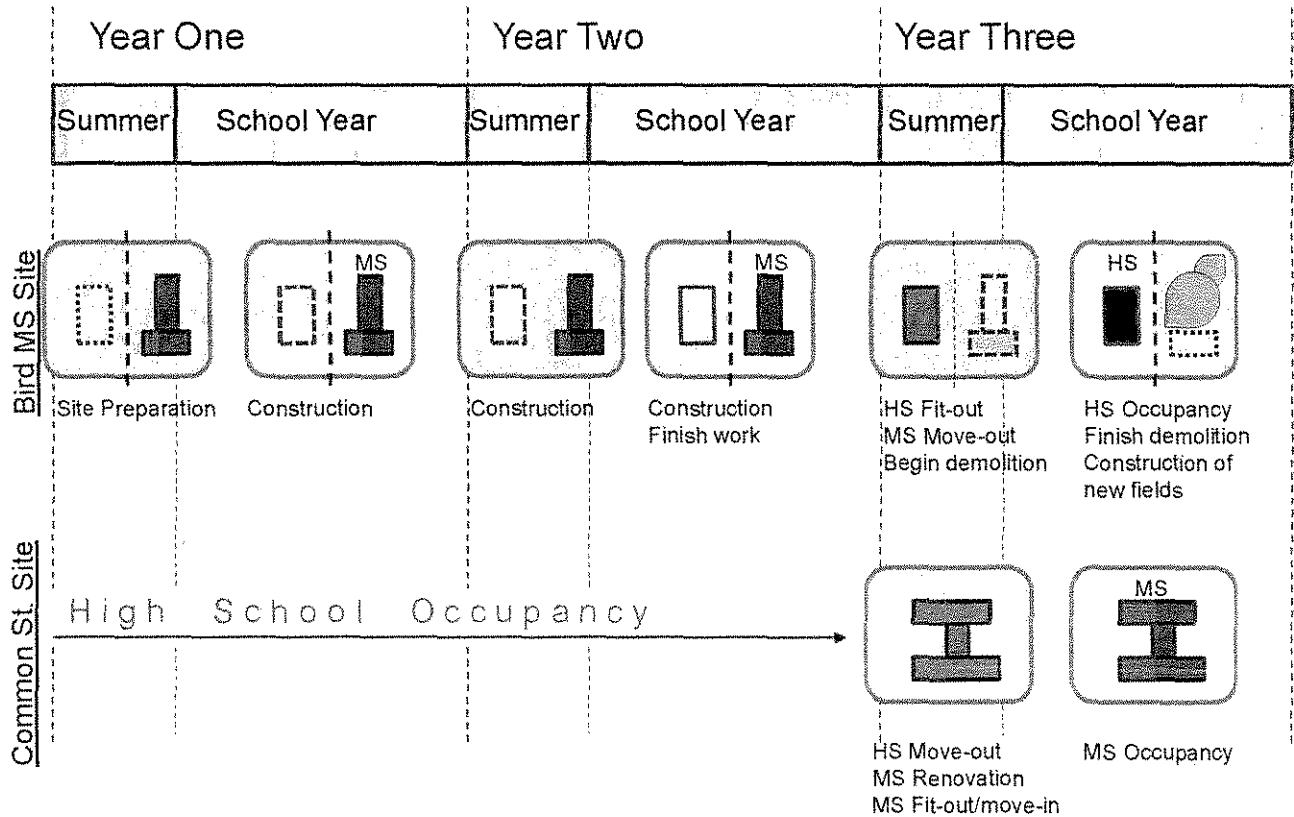 Year One
Year Two
Year Three
Summer
School Year
Summer
School Year
Summer
School Year
Bird MS Site
MS
MS
HS
Site Preparation
Construction
Construction
Construction
Finish work
HS Fit-out
MS Move-out
Begin demolition
HS Occupancy
Finish demolition
Construction of
new fields
Common St. Site
High School Occupancy
MS
HS Move-out
MS Renovation
MS Fit-out/move-in
MS Occupancy